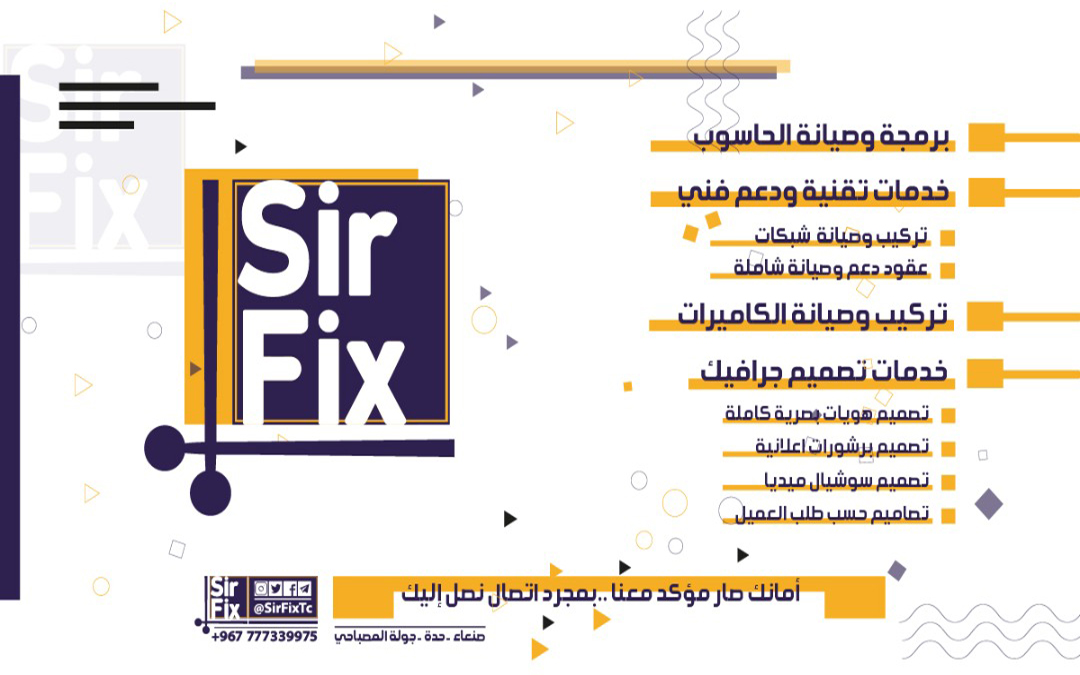 Sir
Fix
Sir
Fix
برمجة وصيانة الحاسوب
خدمات تقنية ودعم فني
تركيب وصيانة شبكات
عقود دعم وصيانة شاملة
تركيب وصيانة الكاميرات
خدمات تصميم جرافيك
تصميم هويات بصرية كاملة
تصميم برشورات اعلانية
تصميم سوشيال ميديا
تصاميم حسب طلب العميل
أمانك صار مؤكد معنا ..بمجرد اتصال نصل إليك
Sir
Fix
@SirFixTc
+967 777339975
صنعاء - حدة - جولة المصباحي